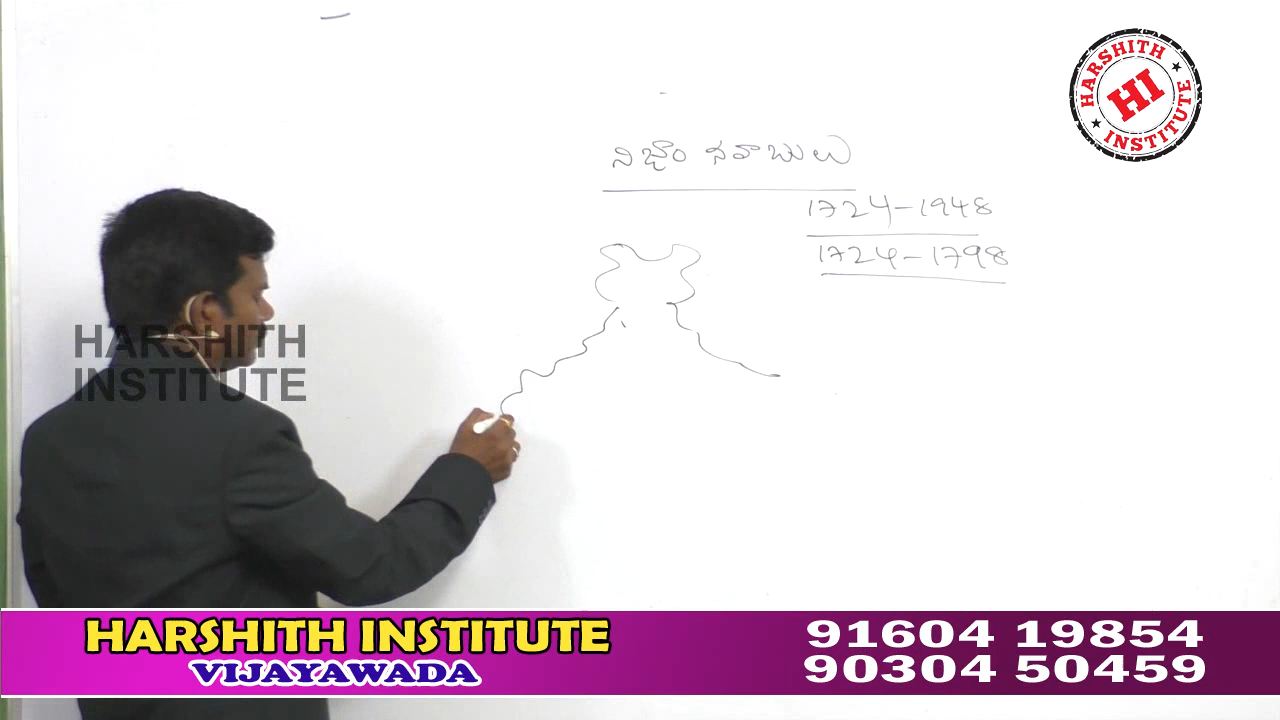 HARSHITH
HI
INSTITUTE
నిజాం నవాబులు
1724-1948
1724-1798
HARSHITH
INSTITUTE
HARSHITH INSTITUTE
VIJAYAWADA
91604 19854
90304 50459